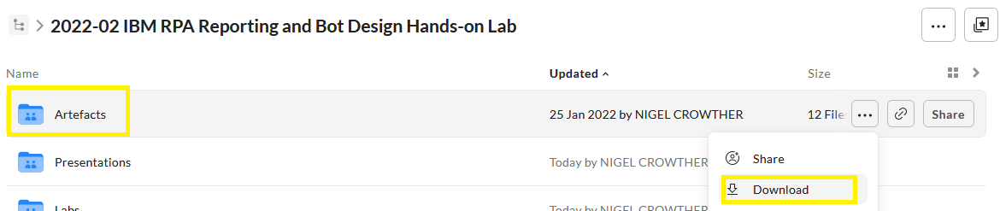 2022-02 IBM RPA Reporting and Bot Design Hands-on Lab
Name Updated Size
Artefacts 25 Jan 2022 by NIGEL CROWTHER 12 File Share
Share
Presentations Today by NIGEL CROWTHER
Download
Labs Today by NIGEL CROWTHER